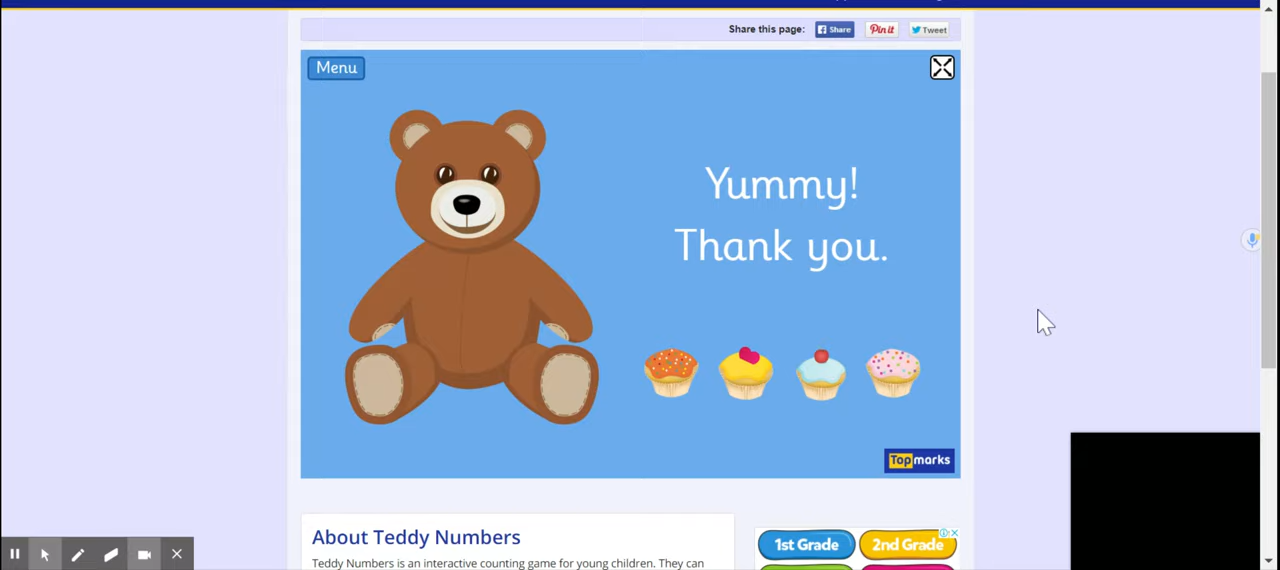 Share this page:
Share
Pin it
Tweet
Menu
Yummy!
Thank you.
Topmarks
About Teddy Numbers
Teddy Numbers is an interactive counting game for young children. They can
1st Grade
2nd Grade